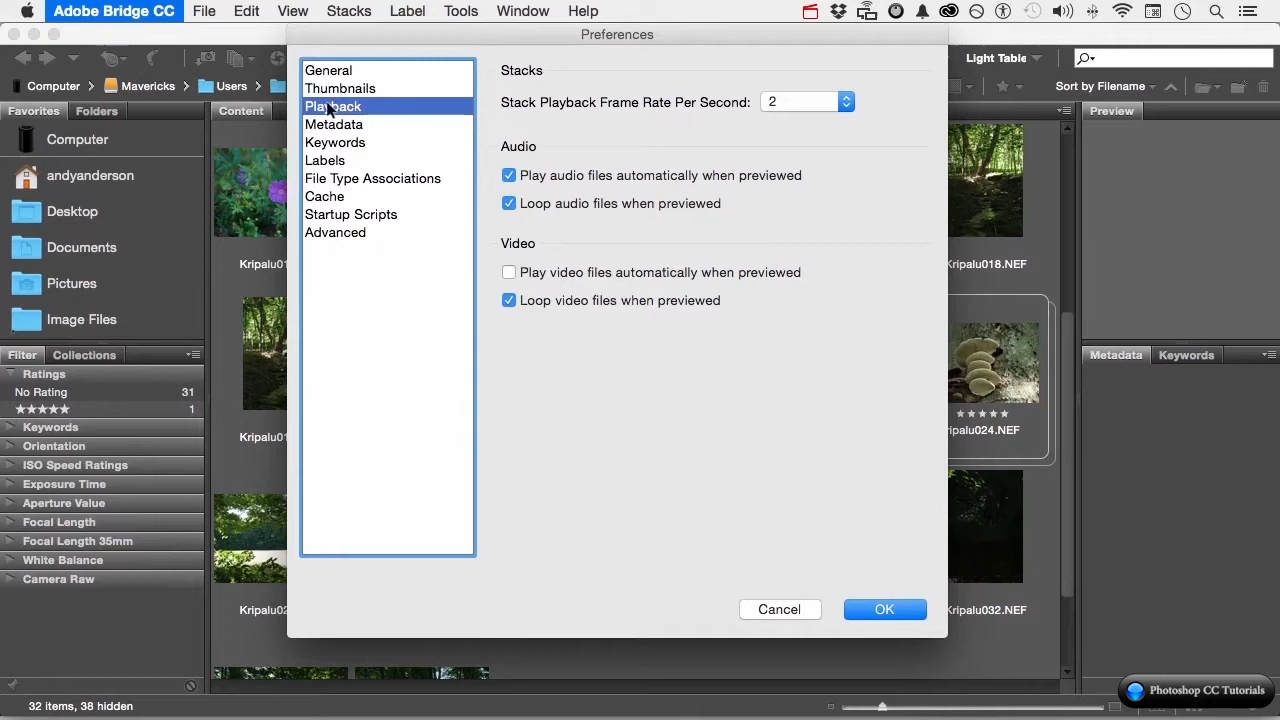 Adobe Bridge CC File Edit View Stacks Label Tools Window Help
Preferences
Light Table
Computer Mavericks Users
Sort by Filename
Favorites Folders
Computer
andyanderson
Desktop
Documents
Pictures
Image Files
Filter Collections
Ratings
No Rating 31
★★★★★ 1
Keywords
Orientation
ISO Speed Ratings
Exposure Time
Aperture Value
Focal Length
Focal Length 35mm
White Balance
Camera Raw
Content
Kripalu01
Kripalu01
Kripalu02
General
Thumbnails
Playback
Metadata
Keywords
Labels
File Type Associations
Cache
Startup Scripts
Advanced
Stacks
Stack Playback Frame Rate Per Second: 2
Audio
Play audio files automatically when previewed
Loop audio files when previewed
Video
Play video files automatically when previewed
Loop video files when previewed
Cancel OK
Kripalu018.NEF
★★★★★
ripalu024.NEF
Kripalu032.NEF
Preview
Metadata Keywords
32 items, 38 hidden
Photoshop CC Tutorials